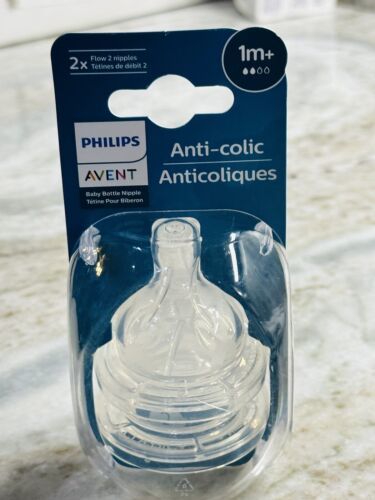 2x
Flow 2 nipples
Tétines de débit 2
1m+
PHILIPS
AVENT
Baby Bottle Nipple
Tétine Pour Biberon
Anti-colic
Anticoliques